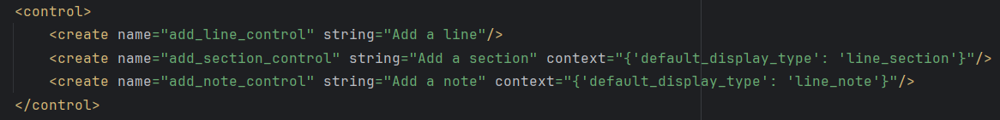 <control>
    <create name="add_line_control" string="Add a line"/>
    <create name="add_section_control" string="Add a section" context="{'default_display_type': 'line_section'}"/>
    <create name="add_note_control" string="Add a note" context="{'default_display_type': 'line_note'}"/>
</control>